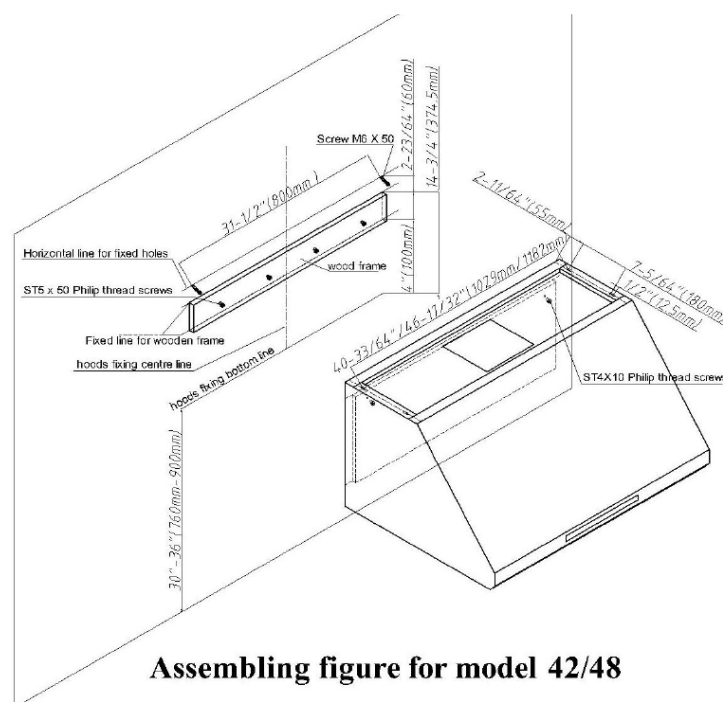 Screw M6 X 50
2-23/64"(60mm)
14-3/4"(374.5mm)
31-1/2"(800mm)
2-11/64"(55mm)
Horizontal line for fixed holes
wood frame
7-5/64"(180mm)
1/2"(12.5mm)
ST5 x 50 Philip thread screws
4"(100mm)
40-33/64"/46-17/32"(1029mm/1182mm)
Fixed line for wooden frame
hoods fixing centre line
hoods fixing bottom line
ST4X10 Philip thread screws
30"-36"(760mm-900mm)
Assembling figure for model 42/48